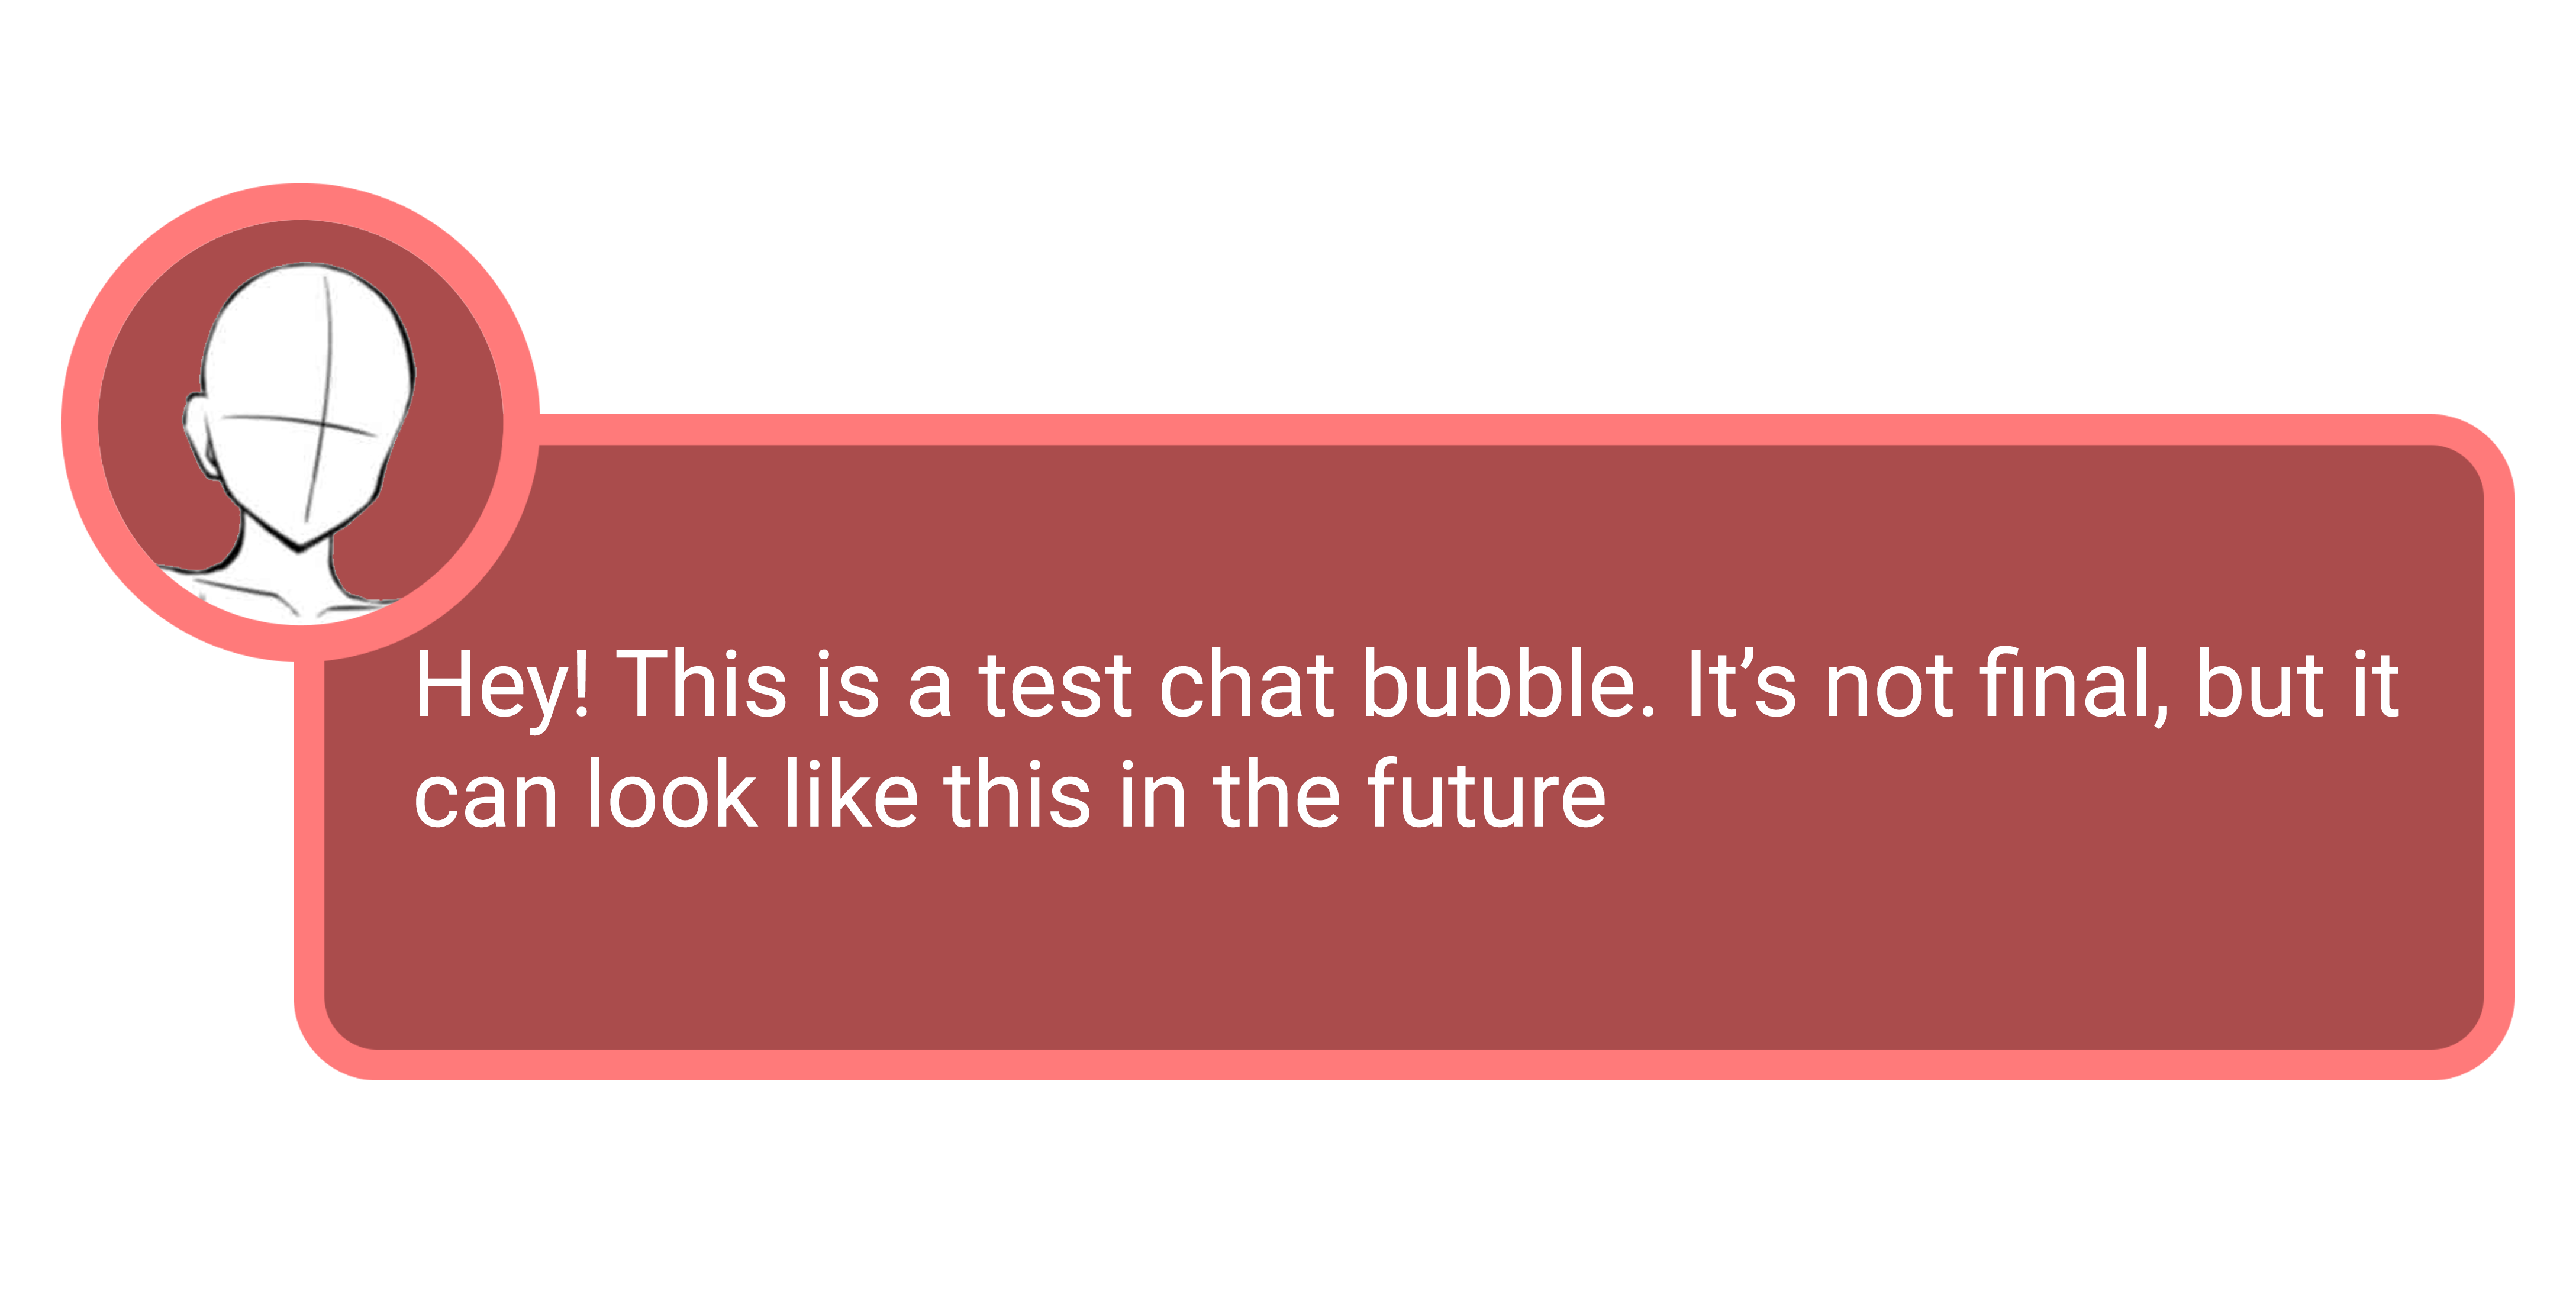 Hey! This is a test chat bubble. It’s not final, but it
can look like this in the future